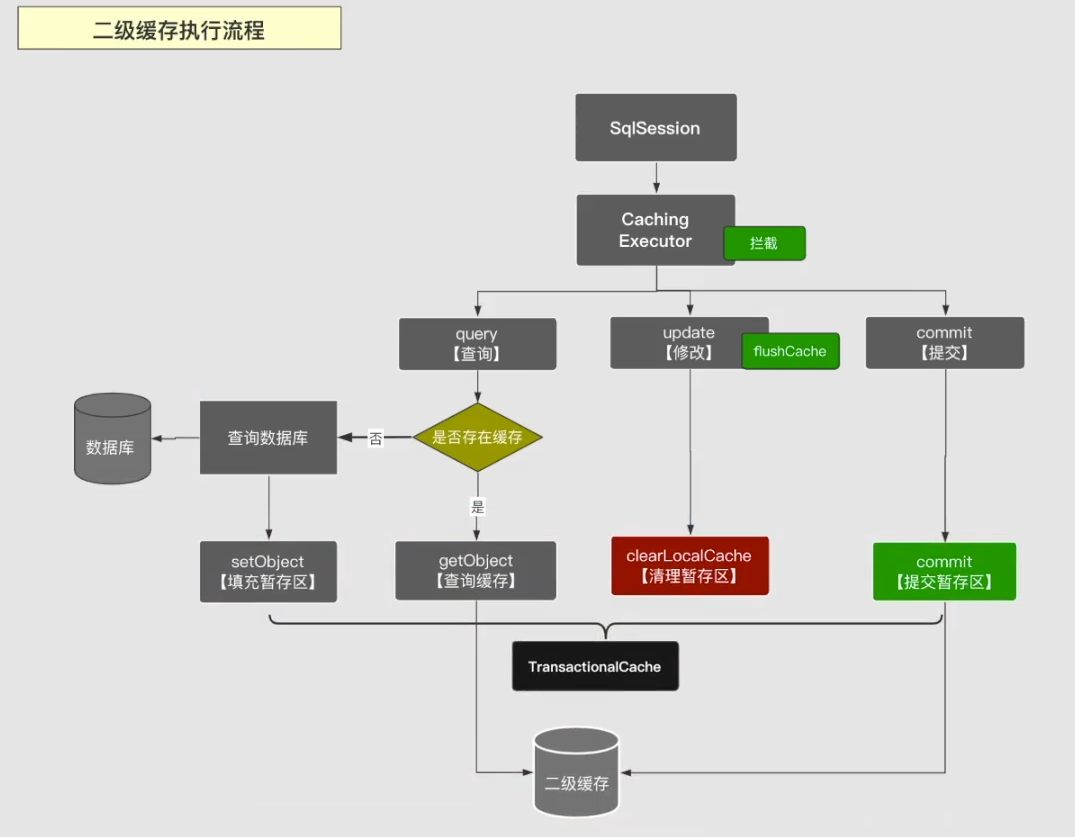 二级缓存执行流程
SqlSession
Caching
Executor
拦截
query
【查询】
update
【修改】
flushCache
commit
【提交】
数据库
查询数据库
否
是否存在缓存
是
setObject
【填充暂存区】
getObject
【查询缓存】
clearLocalCache
【清理暂存区】
commit
【提交暂存区】
TransactionalCache
二级缓存